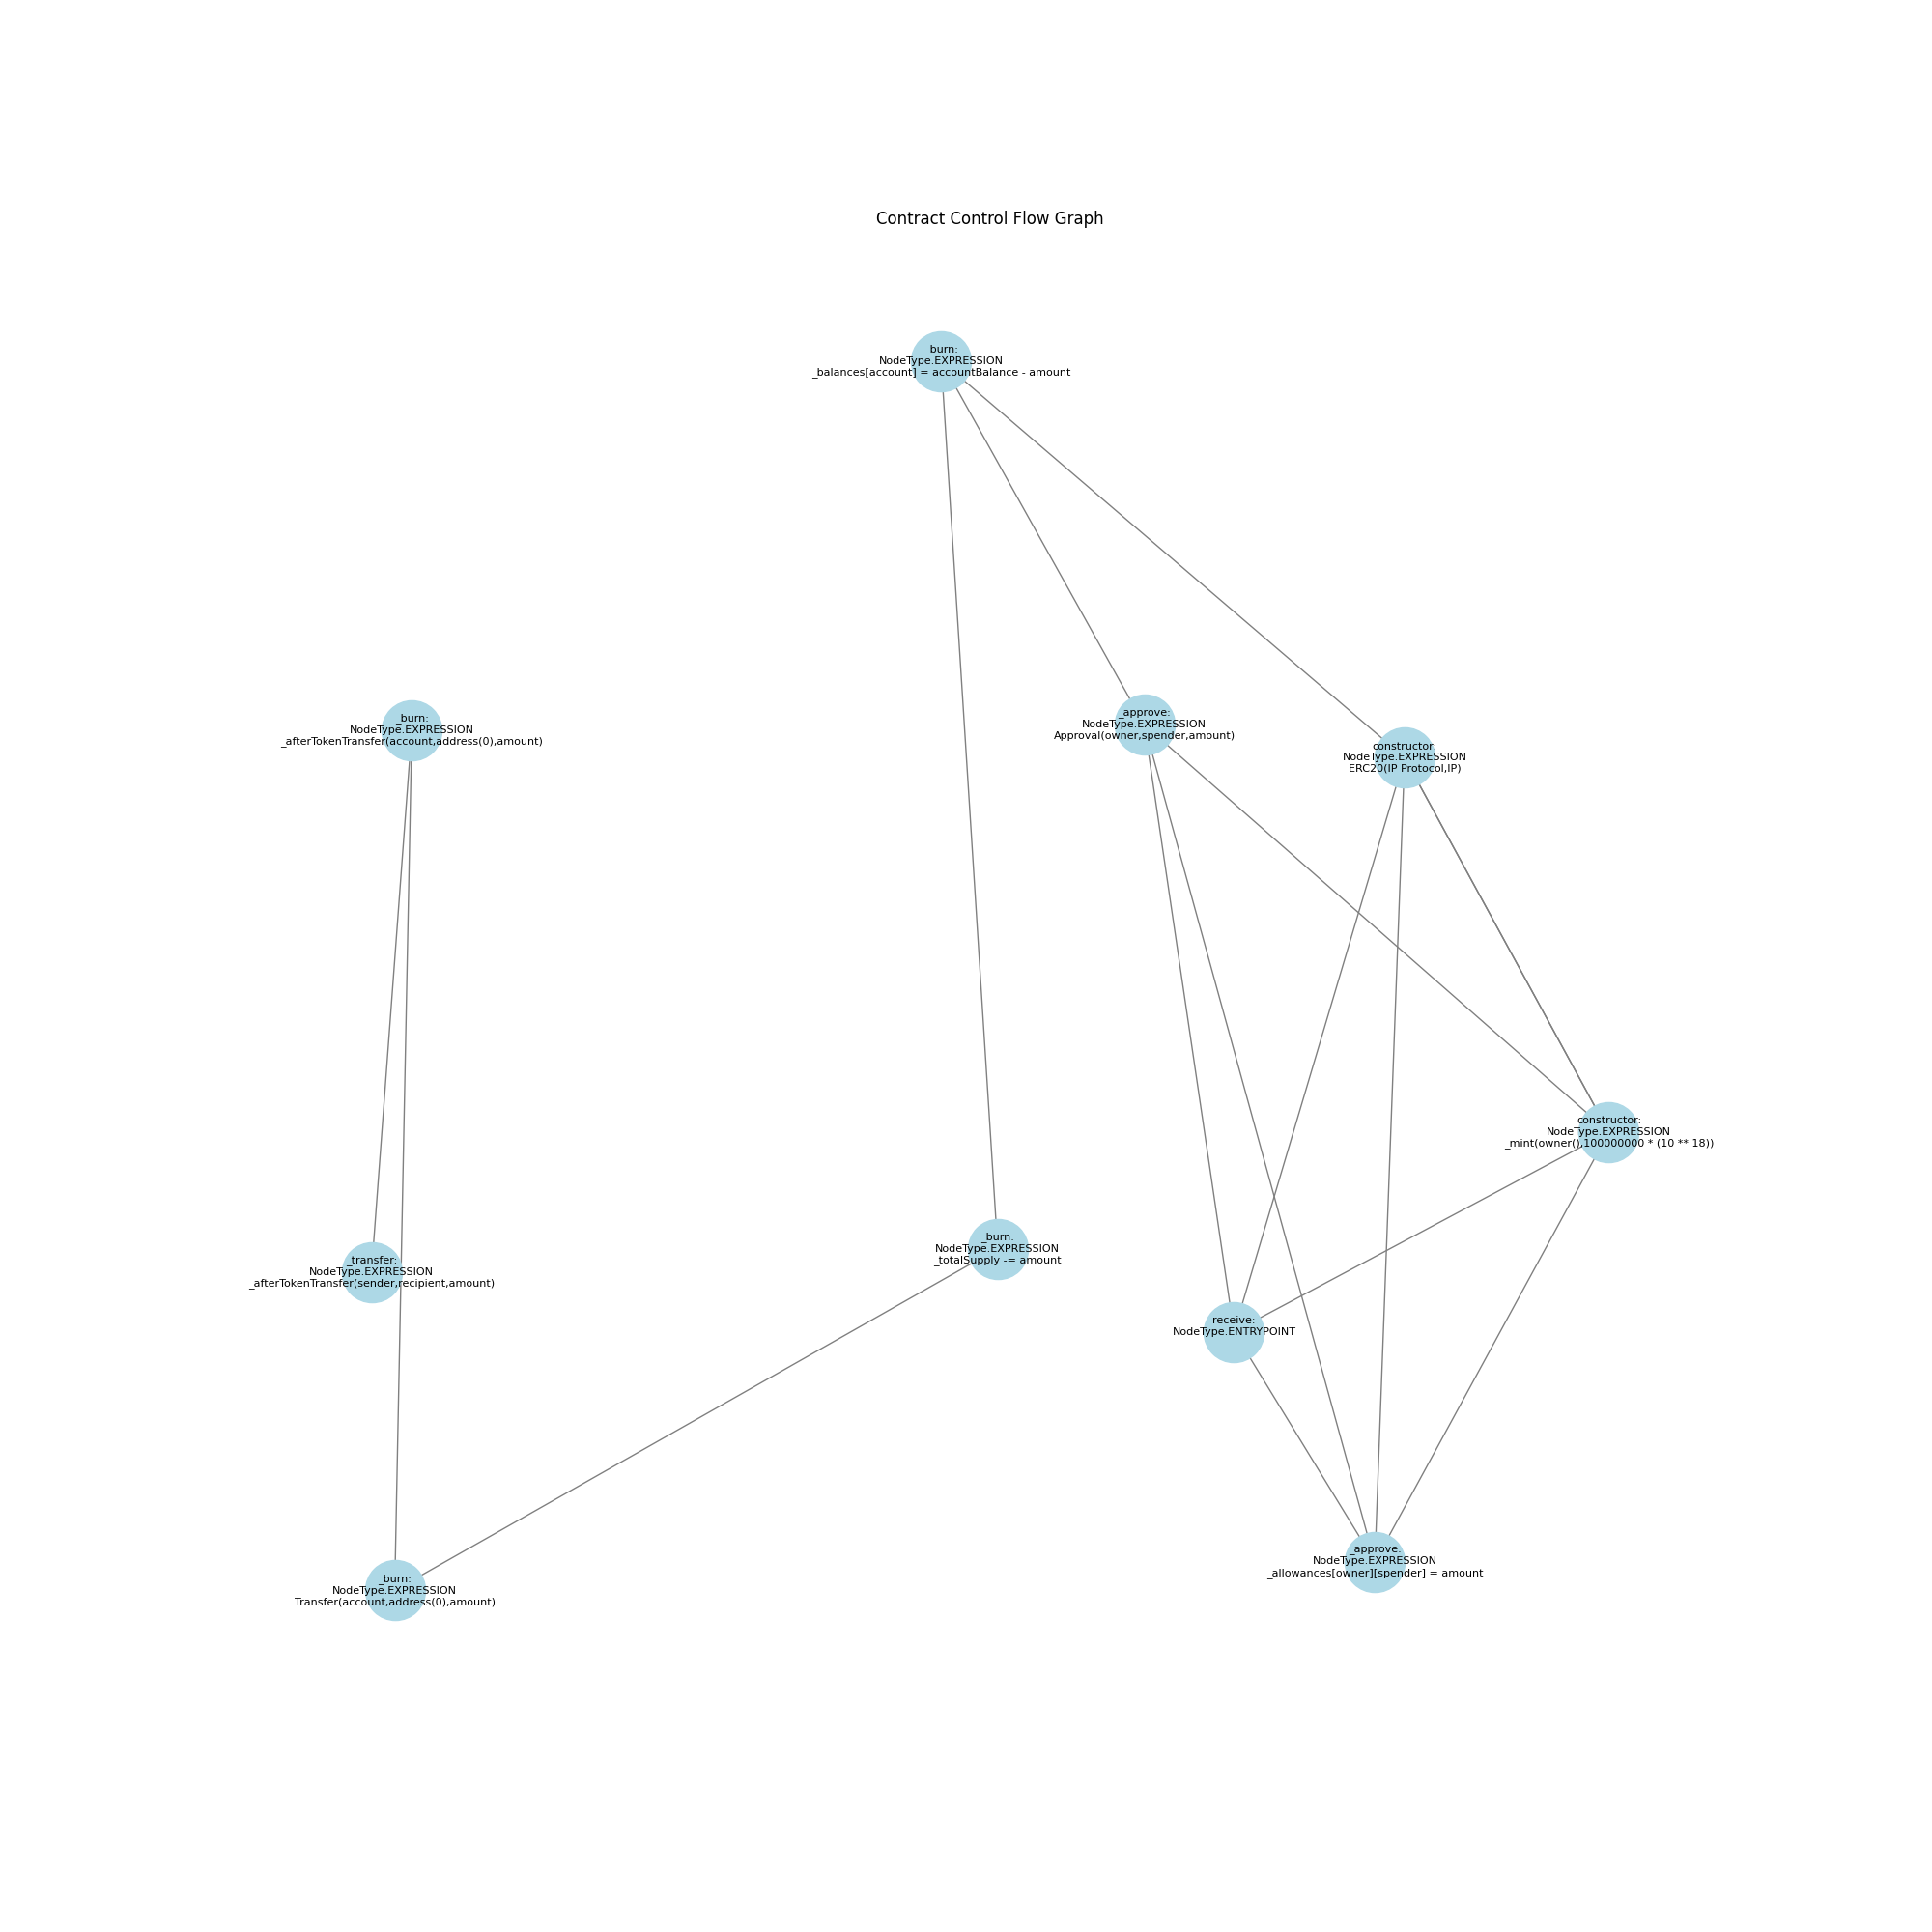 Contract Control Flow Graph
_burn:
NodeType.EXPRESSION
_balances[account] = accountBalance - amount
_burn:
NodeType.EXPRESSION
_afterTokenTransfer(account,address(0),amount)
_approve:
NodeType.EXPRESSION
Approval(owner,spender,amount)
constructor:
NodeType.EXPRESSION
ERC20(IP Protocol,IP)
constructor:
NodeType.EXPRESSION
_mint(owner(),100000000 * (10 ** 18))
_burn:
NodeType.EXPRESSION
_totalSupply -= amount
_transfer:
NodeType.EXPRESSION
_afterTokenTransfer(sender,recipient,amount)
receive:
NodeType.ENTRYPOINT
_approve:
NodeType.EXPRESSION
_allowances[owner][spender] = amount
_burn:
NodeType.EXPRESSION
Transfer(account,address(0),amount)